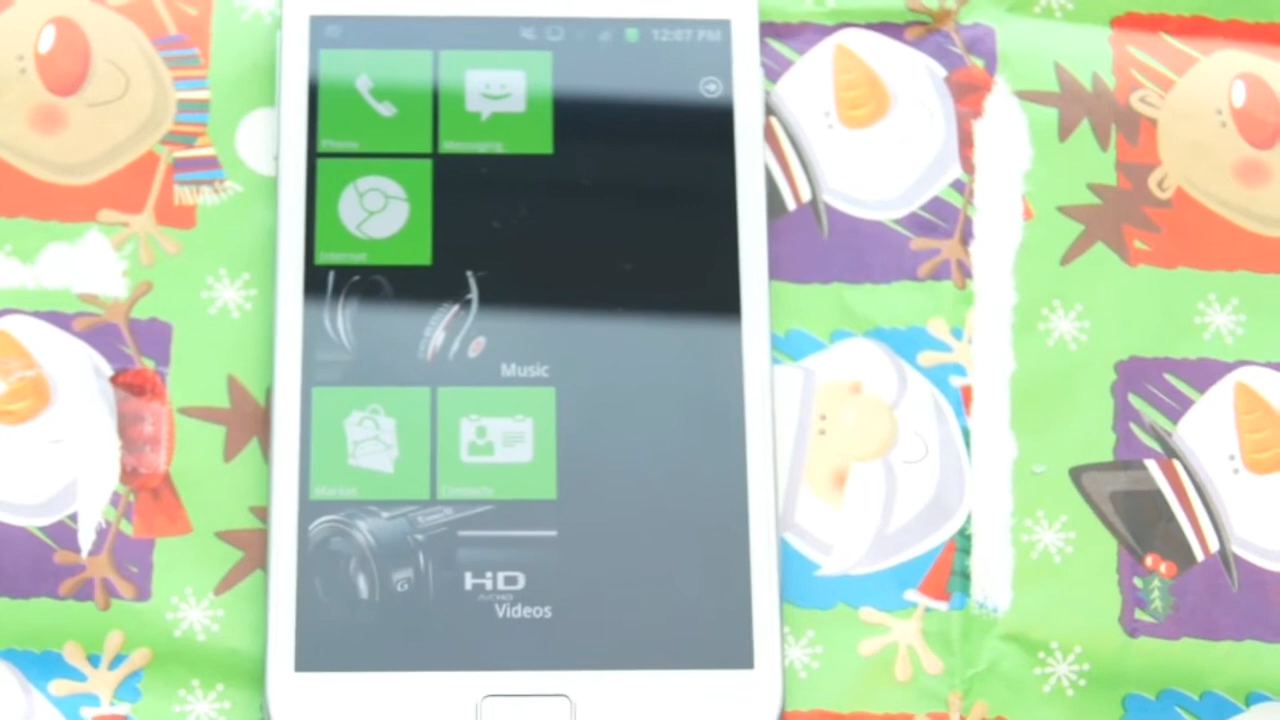 12:07 PM
Phone
Messaging
Internet
Music
Market
Contacts
HD
Videos